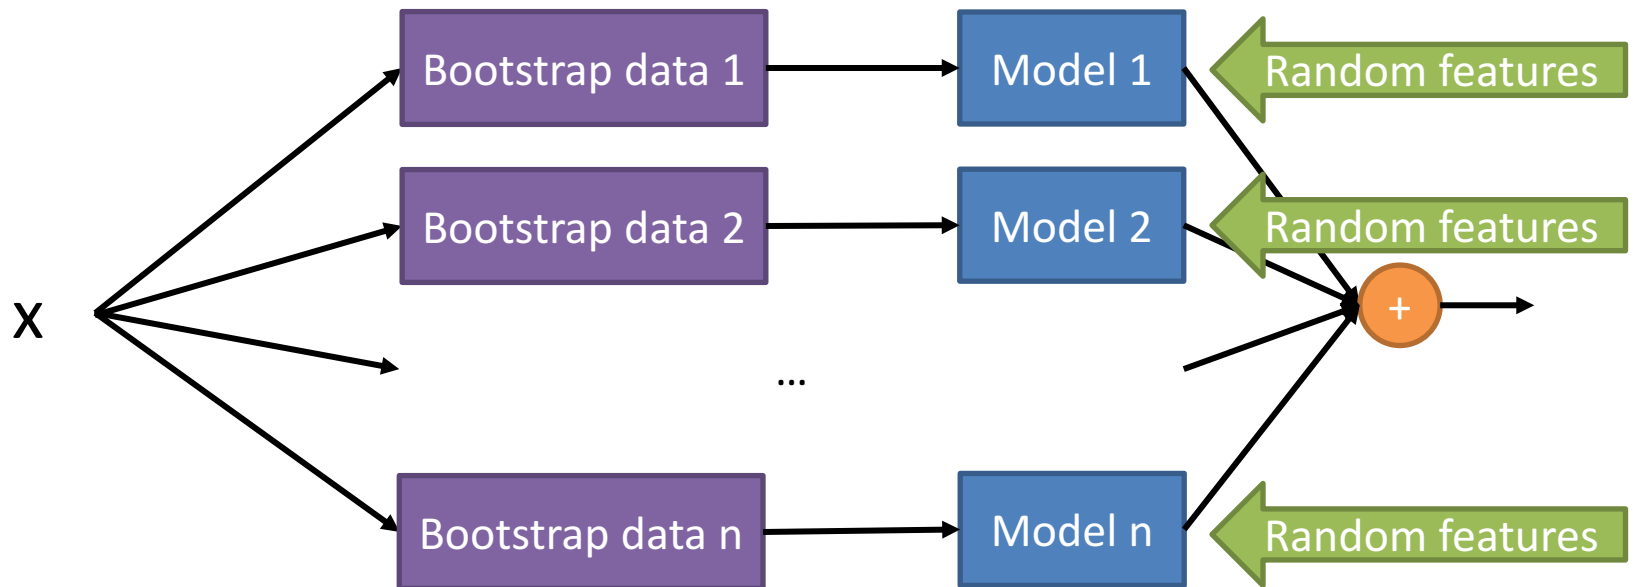 Bootstrap data 1
Model 1
Random features
Bootstrap data 2
Model 2
Random features
x
+
...
Bootstrap data n
Model n
Random features